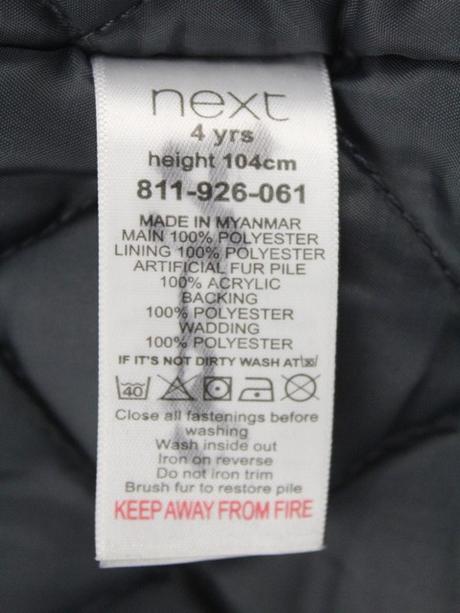 next
4 yrs
height 104cm
811-926-061
MADE IN MYANMAR
MAIN 100% POLYESTER
LINING 100% POLYESTER
ARTIFICIAL FUR PILE
100% ACRYLIC
BACKING
100% POLYESTER
WADDING
100% POLYESTER
IF IT'S NOT DIRTY WASH AT 30
40
Close all fastenings before
washing
Wash inside out
Iron on reverse
Do not iron trim
Brush fur to restore pile
KEEP AWAY FROM FIRE